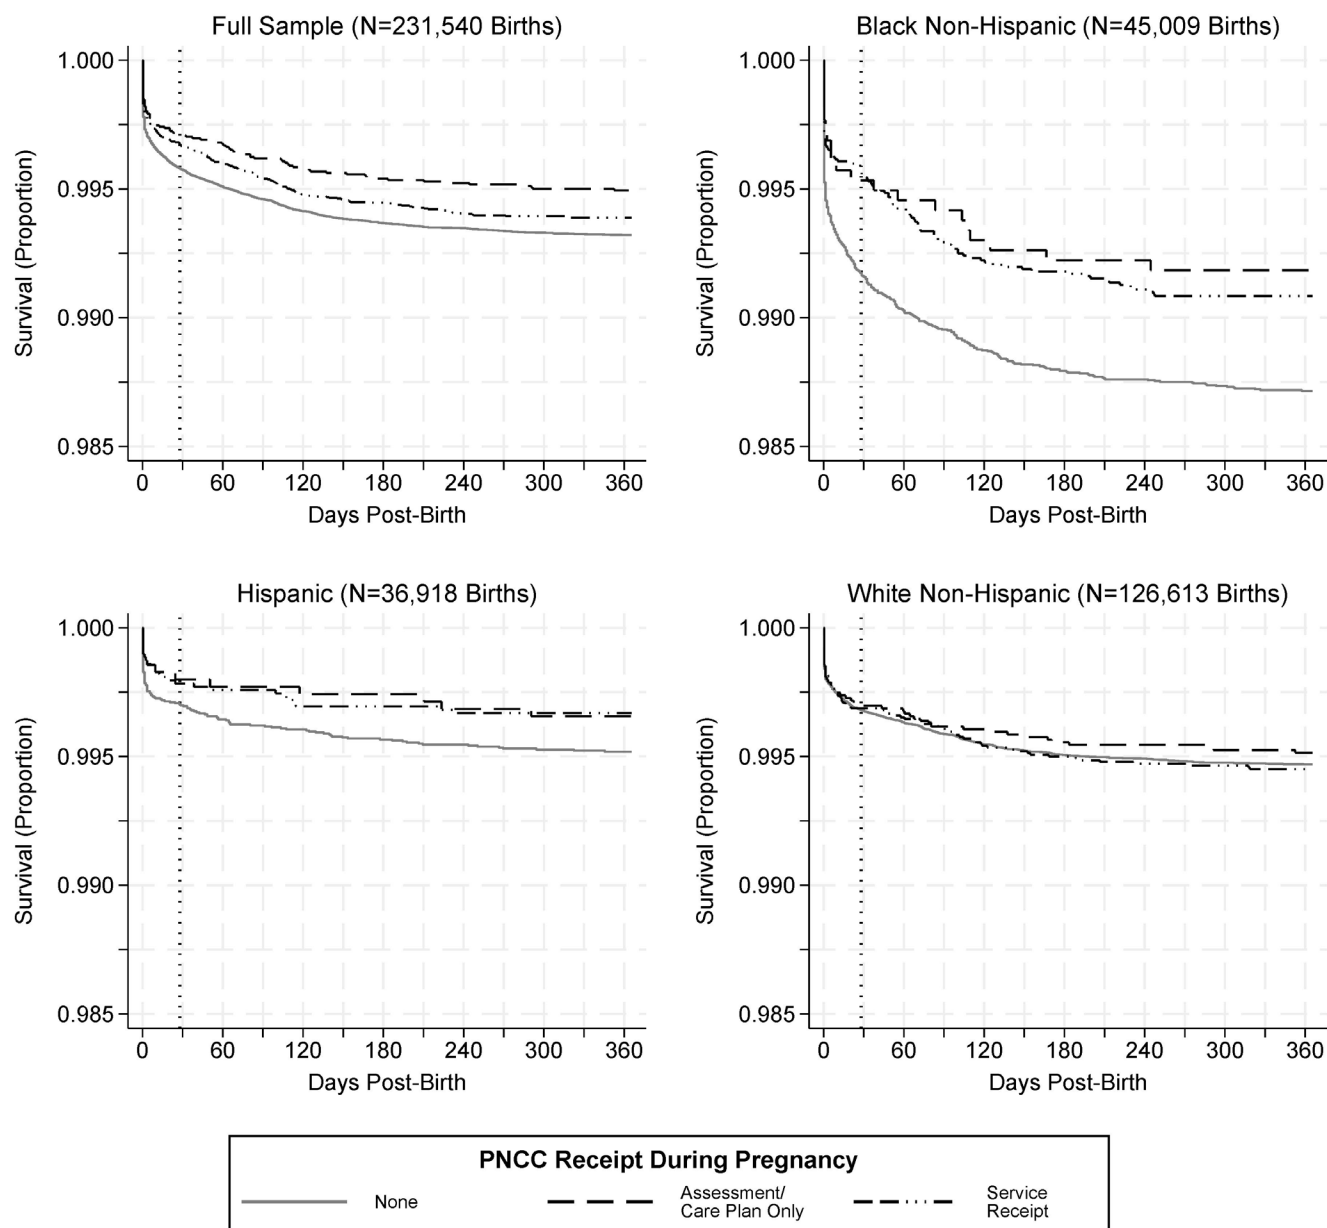 Full Sample (N=231,540 Births)
Survival (Proportion)
1.000
0.995
0.990
0.985
0 60 120 180 240 300 360
Days Post-Birth
Black Non-Hispanic (N=45,009 Births)
Survival (Proportion)
1.000
0.995
0.990
0.985
0 60 120 180 240 300 360
Days Post-Birth
Hispanic (N=36,918 Births)
Survival (Proportion)
1.000
0.995
0.990
0.985
0 60 120 180 240 300 360
Days Post-Birth
White Non-Hispanic (N=126,613 Births)
Survival (Proportion)
1.000
0.995
0.990
0.985
0 60 120 180 240 300 360
Days Post-Birth
PNCC Receipt During Pregnancy
None
Assessment/
Care Plan Only
Service
Receipt